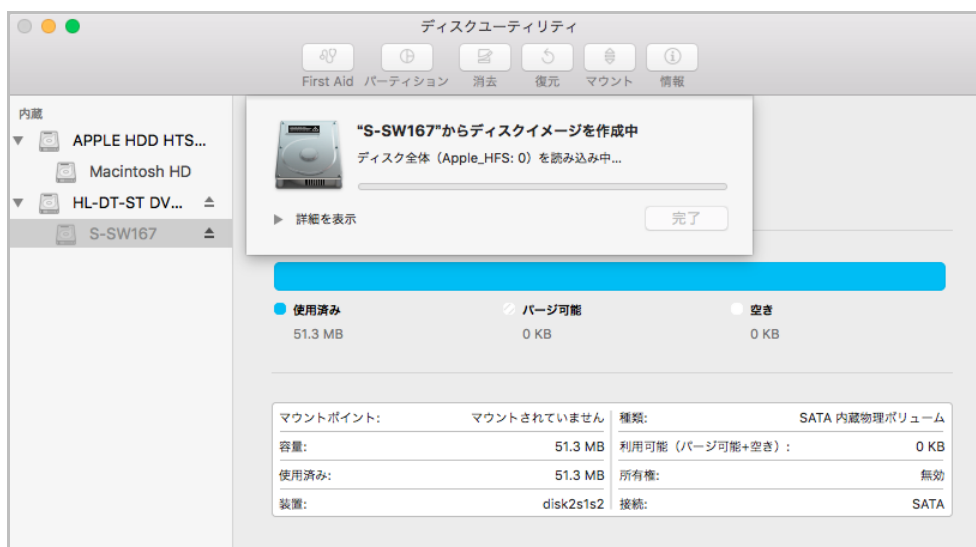 ディスクユーティリティ
First Aid パーティション 消去 復元 マウント 情報
内蔵
APPLE HDD HTS...
Macintosh HD
HL-DT-ST DV...
S-SW167
“S-SW167”からディスクイメージを作成中
ディスク全体（Apple_HFS: 0）を読み込み中...
詳細を表示
完了
使用済み パージ可能 空き
51.3 MB 0 KB 0 KB
マウントポイント: マウントされていません 種類: SATA 内蔵物理ボリューム
容量: 51.3 MB 利用可能（パージ可能+空き）: 0 KB
使用済み: 51.3 MB 所有権: 無効
装置: disk2s1s2 接続: SATA